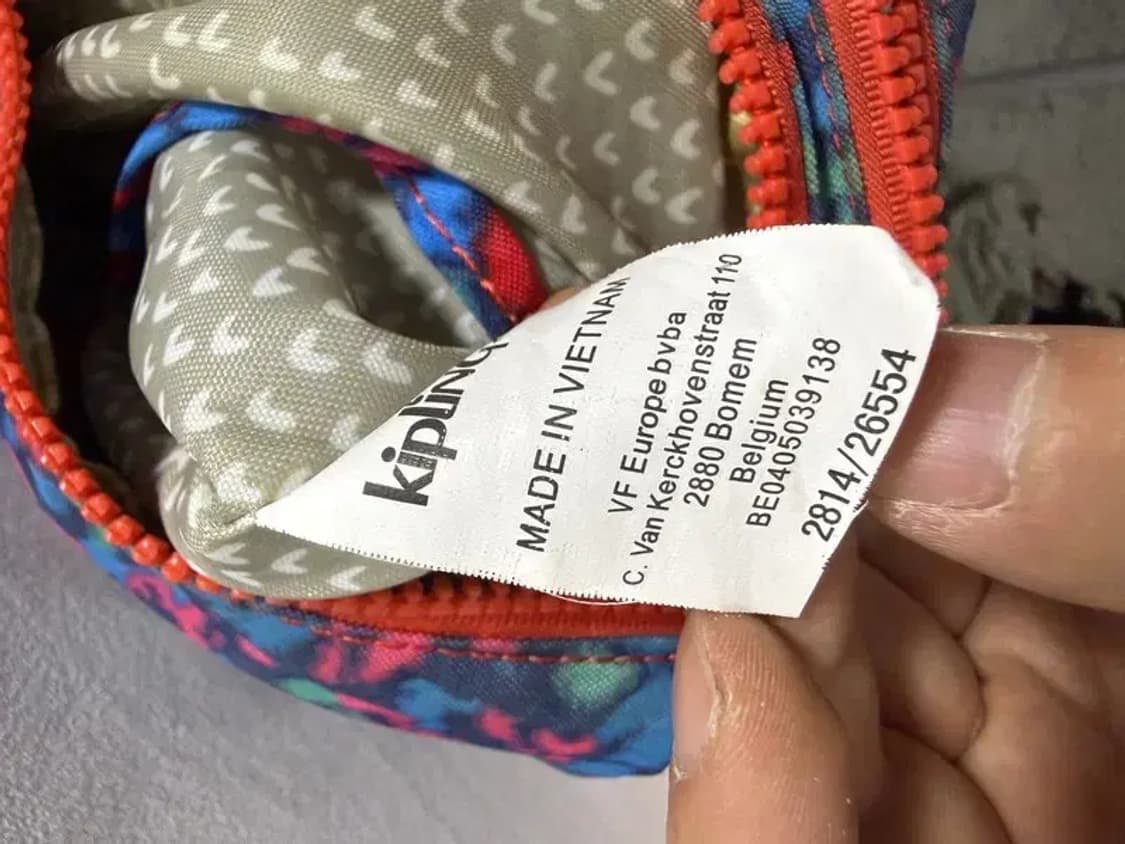 kipling
MADE IN VIETNAM
VF Europe bvba
C. Van Kerckhovenstraat 110
2880 Bornem
Belgium
BE0405039138
2814/26554